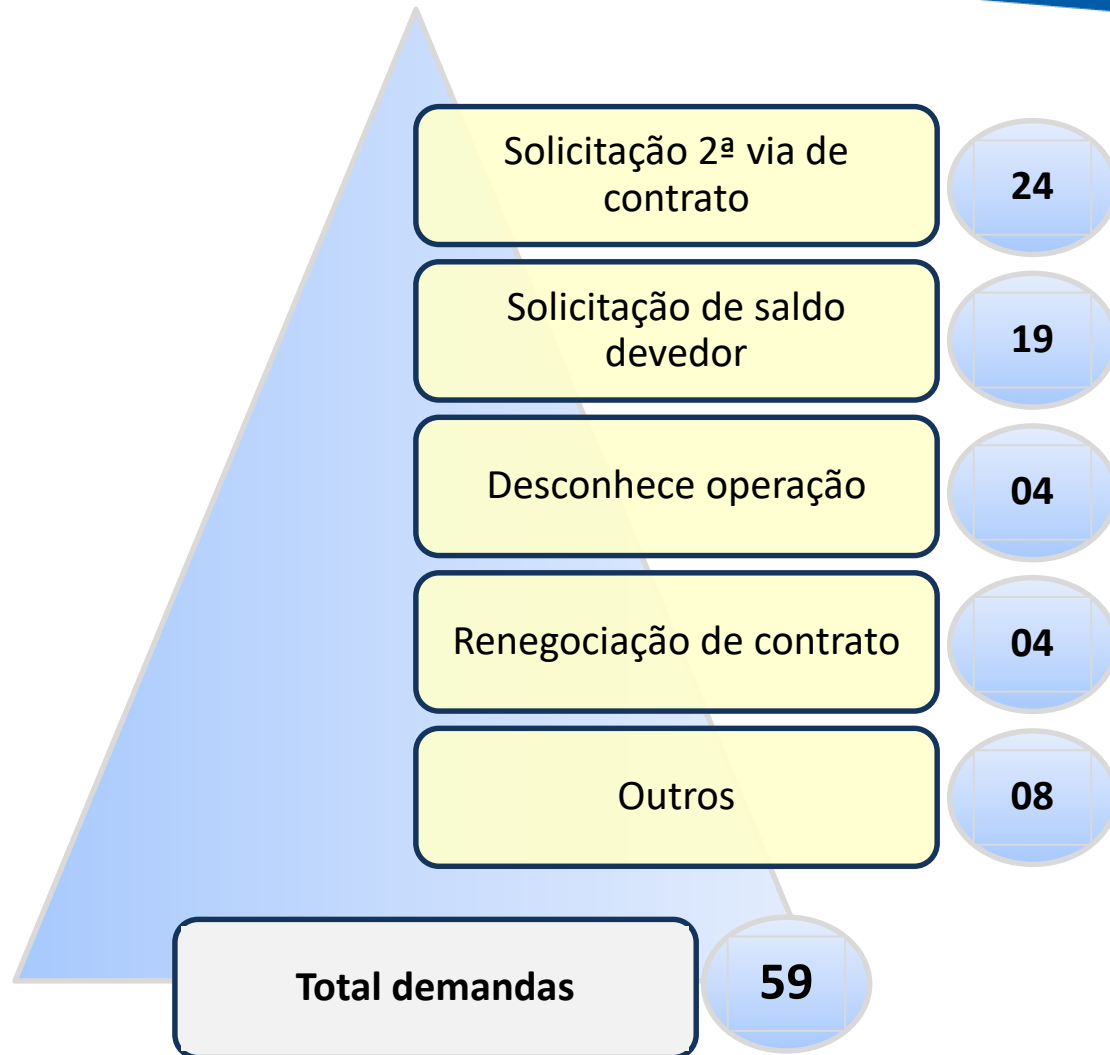 Solicitação 2ª via de
contrato
24
Solicitação de saldo
devedor
19
Desconhece operação
04
Renegociação de contrato
04
Outros
08
Total demandas
59